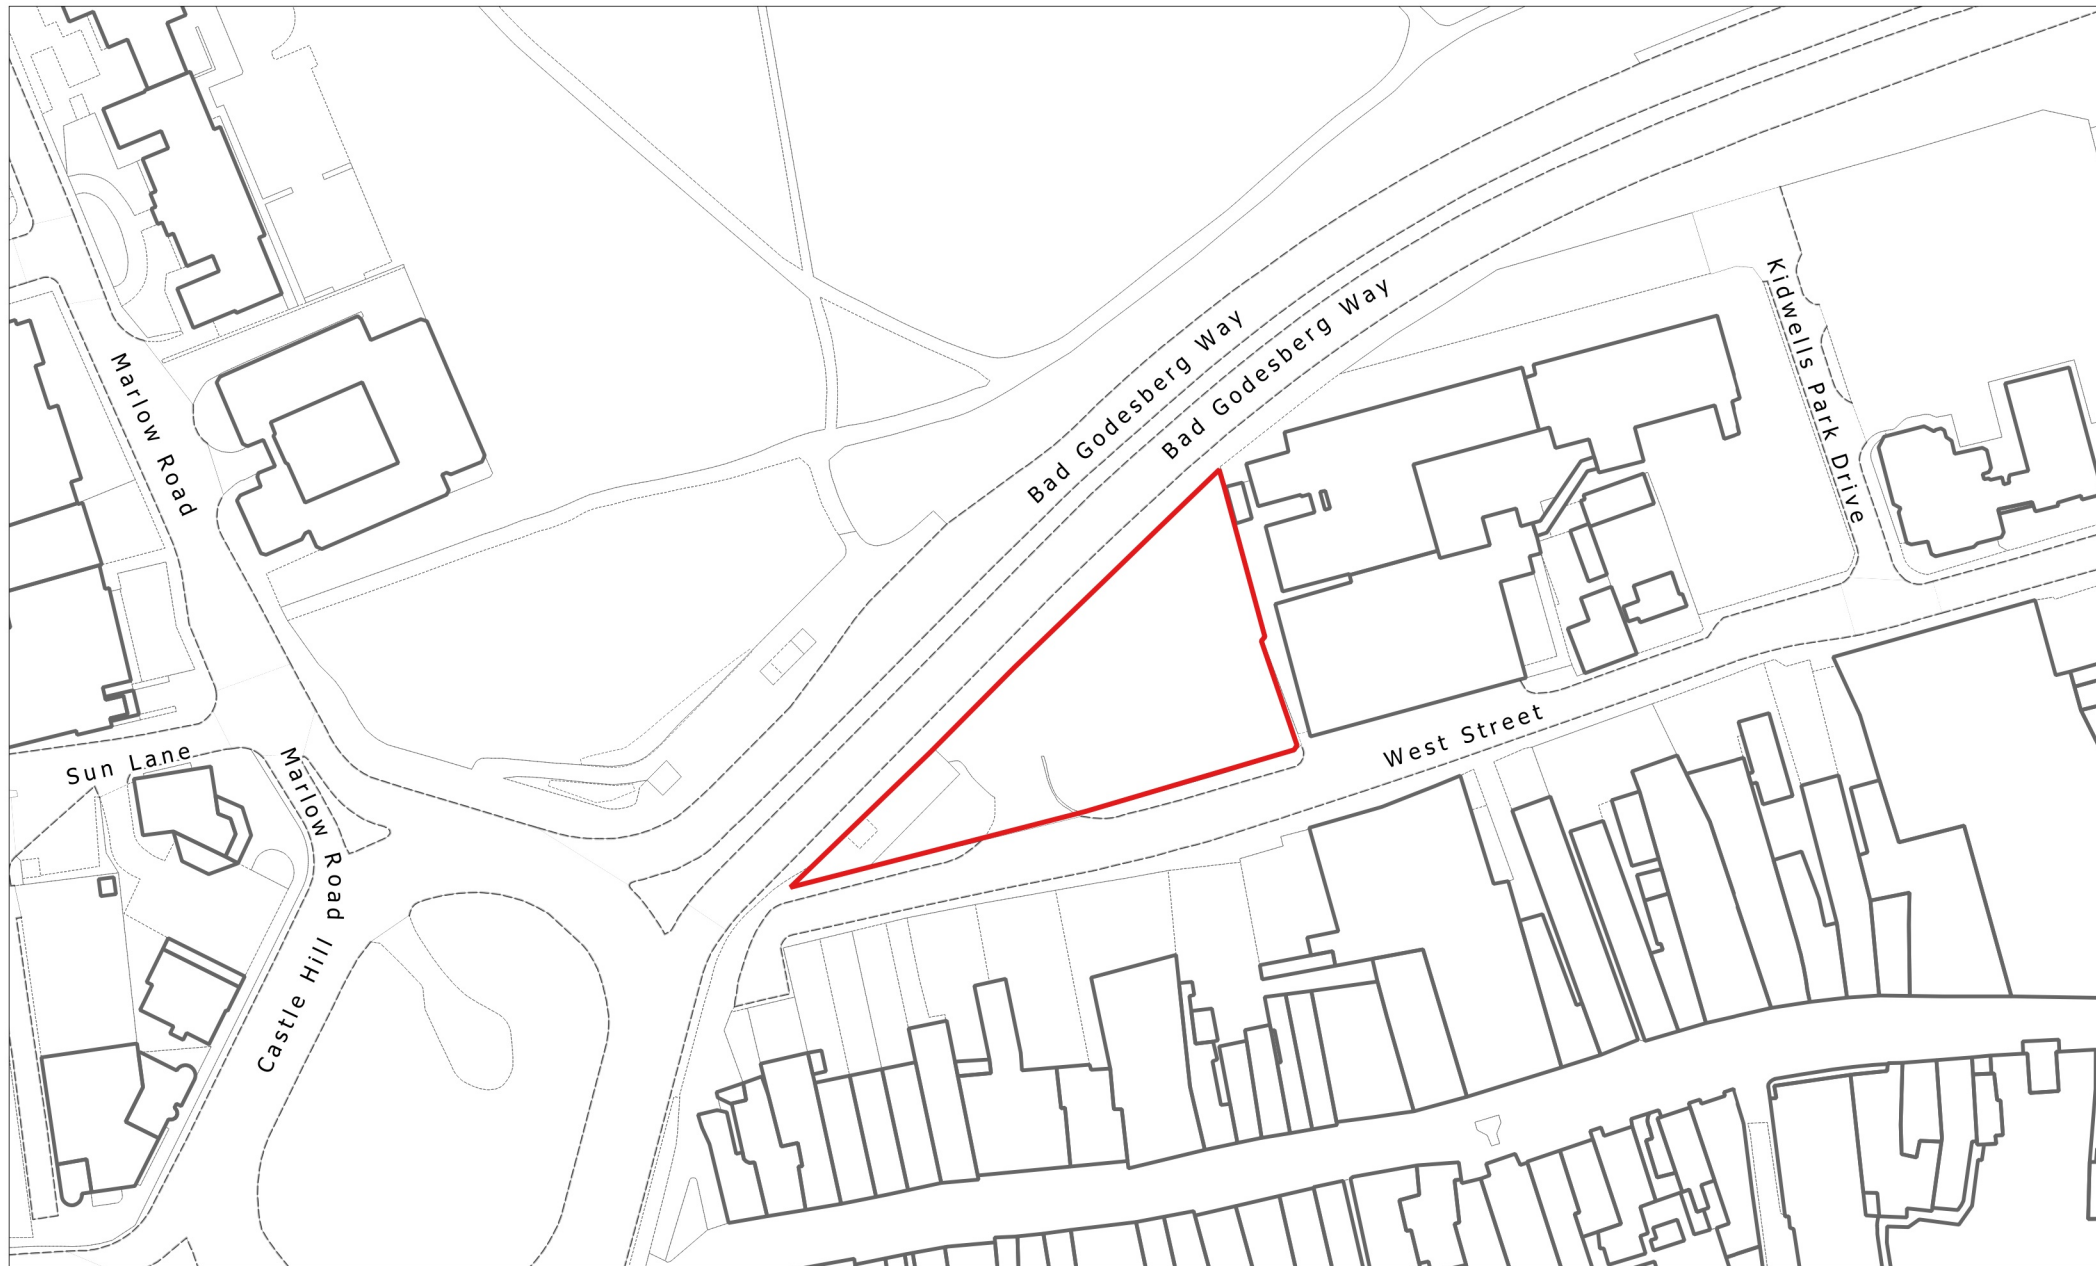 Bad Godesberg Way
Bad Godesberg Way
Kidwells Park Drive
Marlow Road
West Street
Sun Lane
Marlow Road
Castle Hill